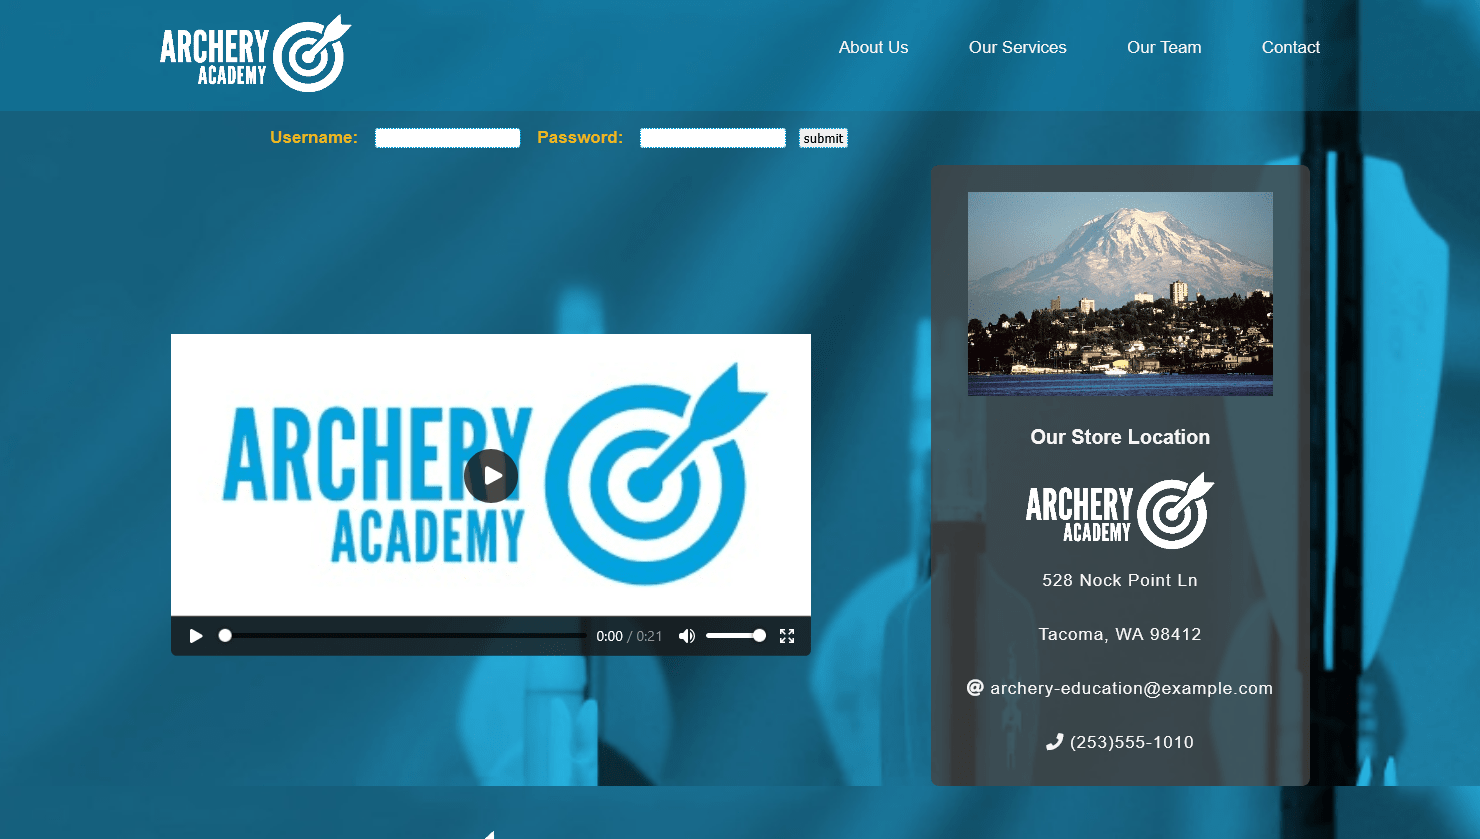 ARCHERY
ACADEMY
About Us Our Services Our Team Contact
Username: Password: submit
ARCHERY
ACADEMY
0:00 / 0:21
Our Store Location
ARCHERY
ACADEMY
528 Nock Point Ln
Tacoma, WA 98412
@ archery-education@example.com
(253)555-1010